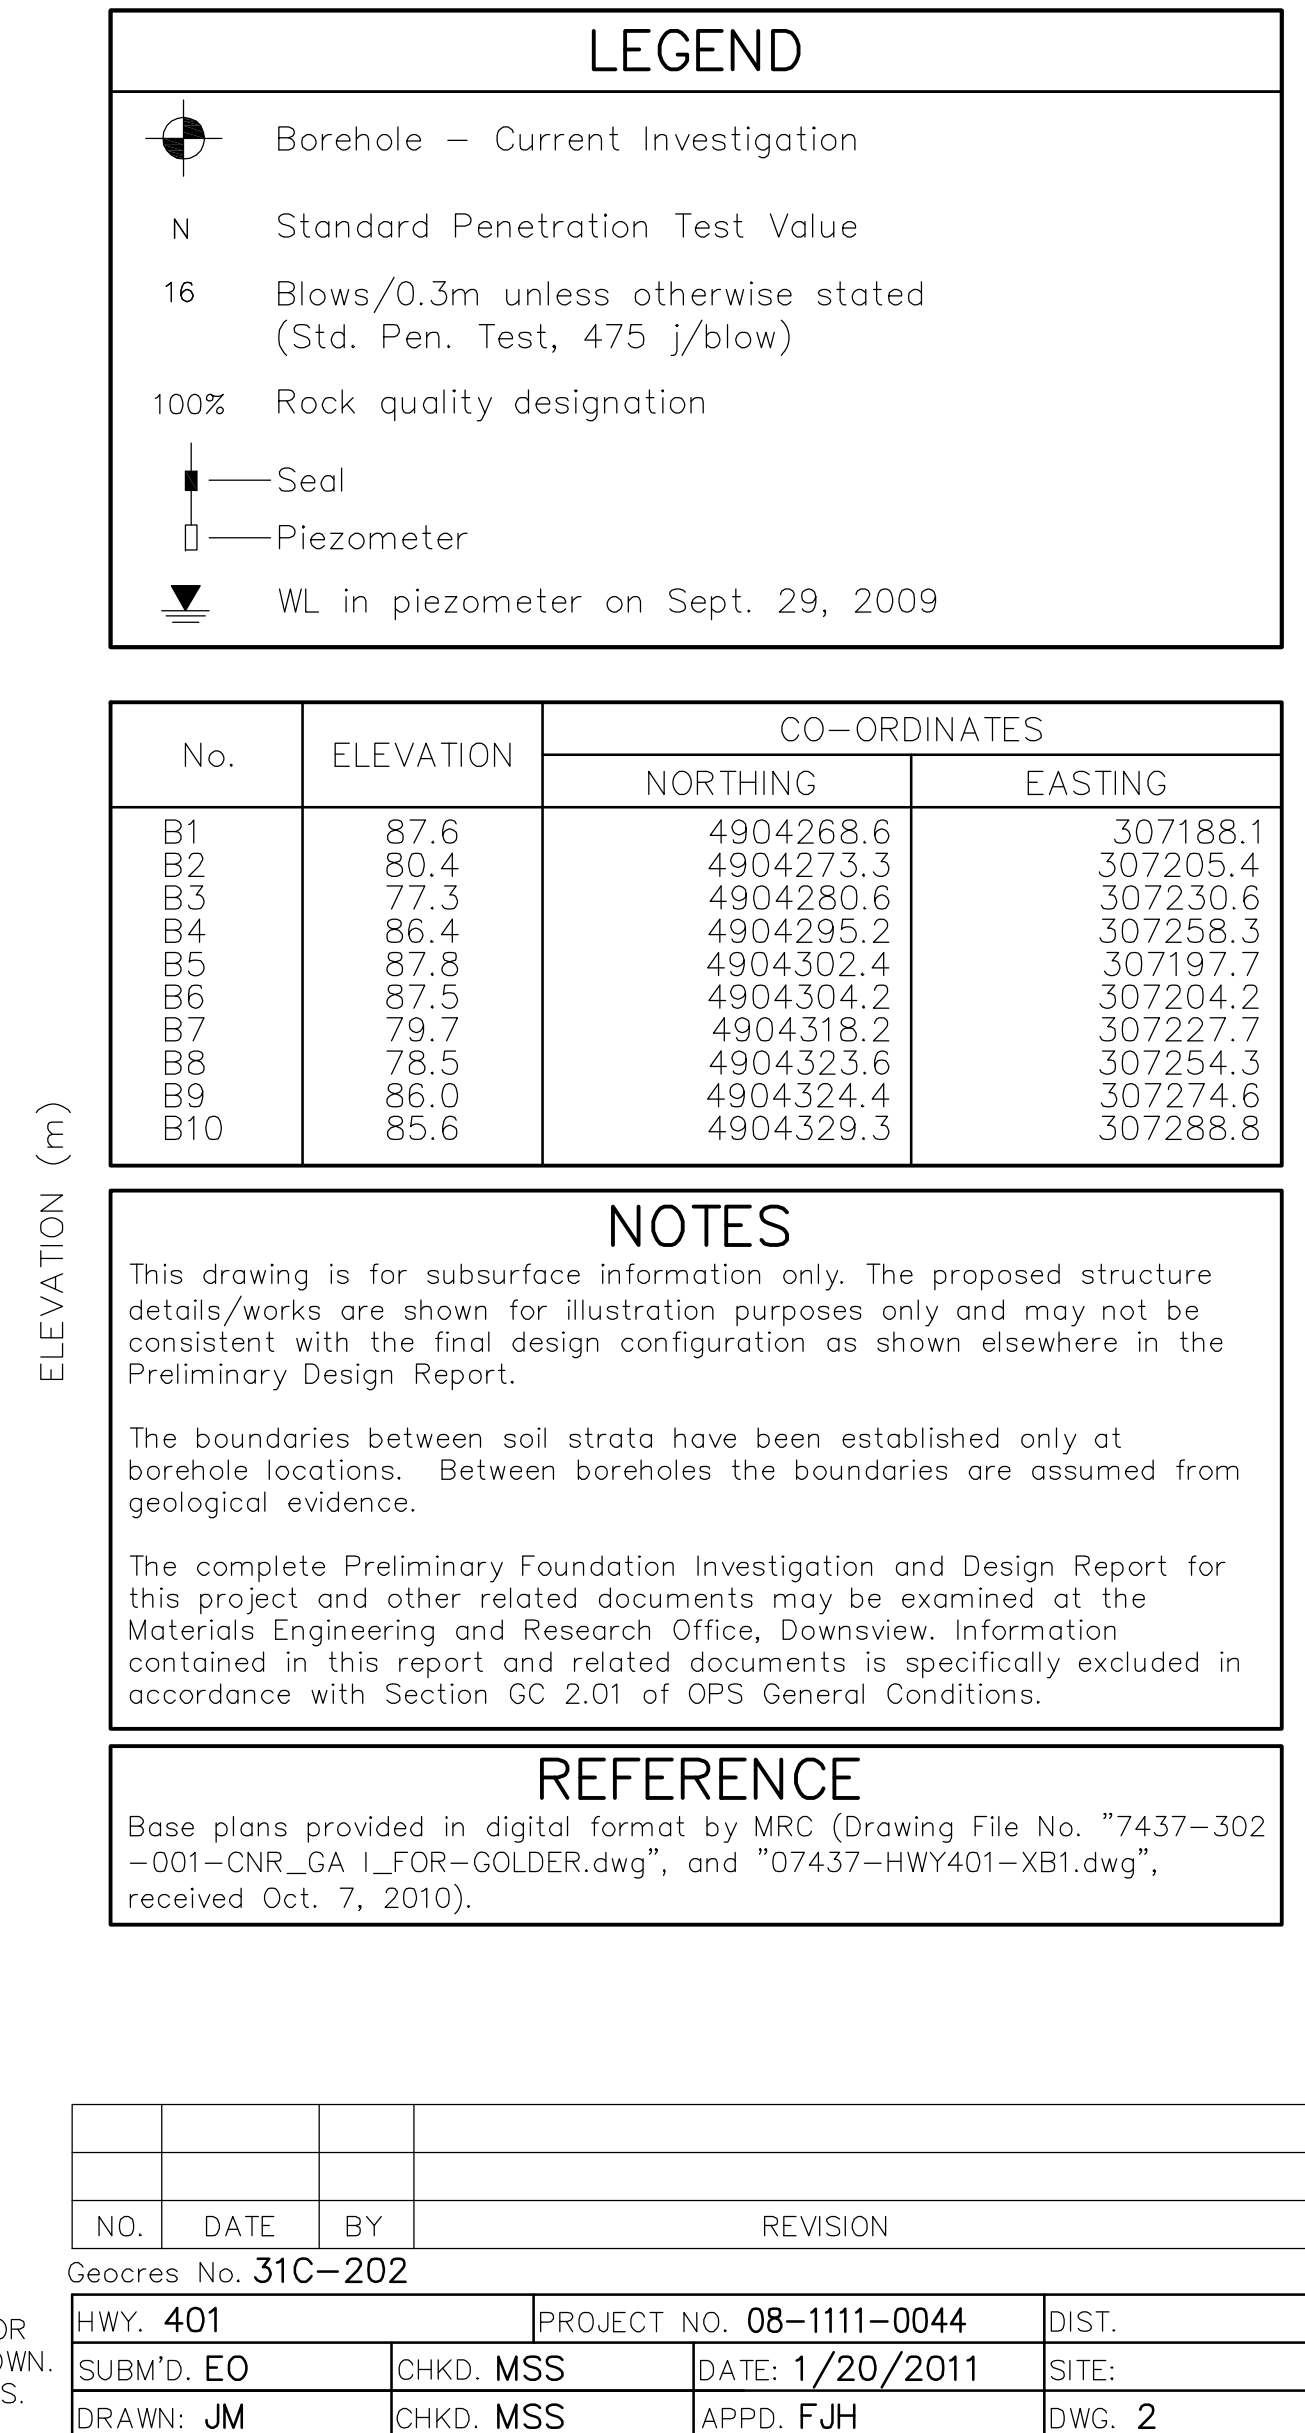 LEGEND
Borehole – Current Investigation
N Standard Penetration Test Value
16 Blows/0.3m unless otherwise stated
(Std. Pen. Test, 475 j/blow)
100% Rock quality designation
Seal
Piezometer
WL in piezometer on Sept. 29, 2009
No. ELEVATION CO–ORDINATES
NORTHING EASTING
B1 87.6 4904268.6 307188.1
B2 80.4 4904273.3 307205.4
B3 77.3 4904280.6 307230.6
B4 86.4 4904295.2 307258.3
B5 87.8 4904302.4 307197.7
B6 87.5 4904304.2 307204.2
B7 79.7 4904318.2 307227.7
B8 78.5 4904323.6 307254.3
B9 86.0 4904324.4 307274.6
B10 85.6 4904329.3 307288.8
ELEVATION (m)
NOTES
This drawing is for subsurface information only. The proposed structure
details/works are shown for illustration purposes only and may not be
consistent with the final design configuration as shown elsewhere in the
Preliminary Design Report.
The boundaries between soil strata have been established only at
borehole locations. Between boreholes the boundaries are assumed from
geological evidence.
The complete Preliminary Foundation Investigation and Design Report for
this project and other related documents may be examined at the
Materials Engineering and Research Office, Downsview. Information
contained in this report and related documents is specifically excluded in
accordance with Section GC 2.01 of OPS General Conditions.
REFERENCE
Base plans provided in digital format by MRC (Drawing File No. "7437–302
–001–CNR_GA I_FOR–GOLDER.dwg", and "07437–HWY401–XB1.dwg",
received Oct. 7, 2010).
NO. DATE BY REVISION
Geocres No. 31C–202
HWY. 401 PROJECT NO. 08–1111–0044 DIST.
SUBM'D. EO CHKD. MSS DATE: 1/20/2011 SITE:
DRAWN: JM CHKD. MSS APPD. FJH DWG. 2